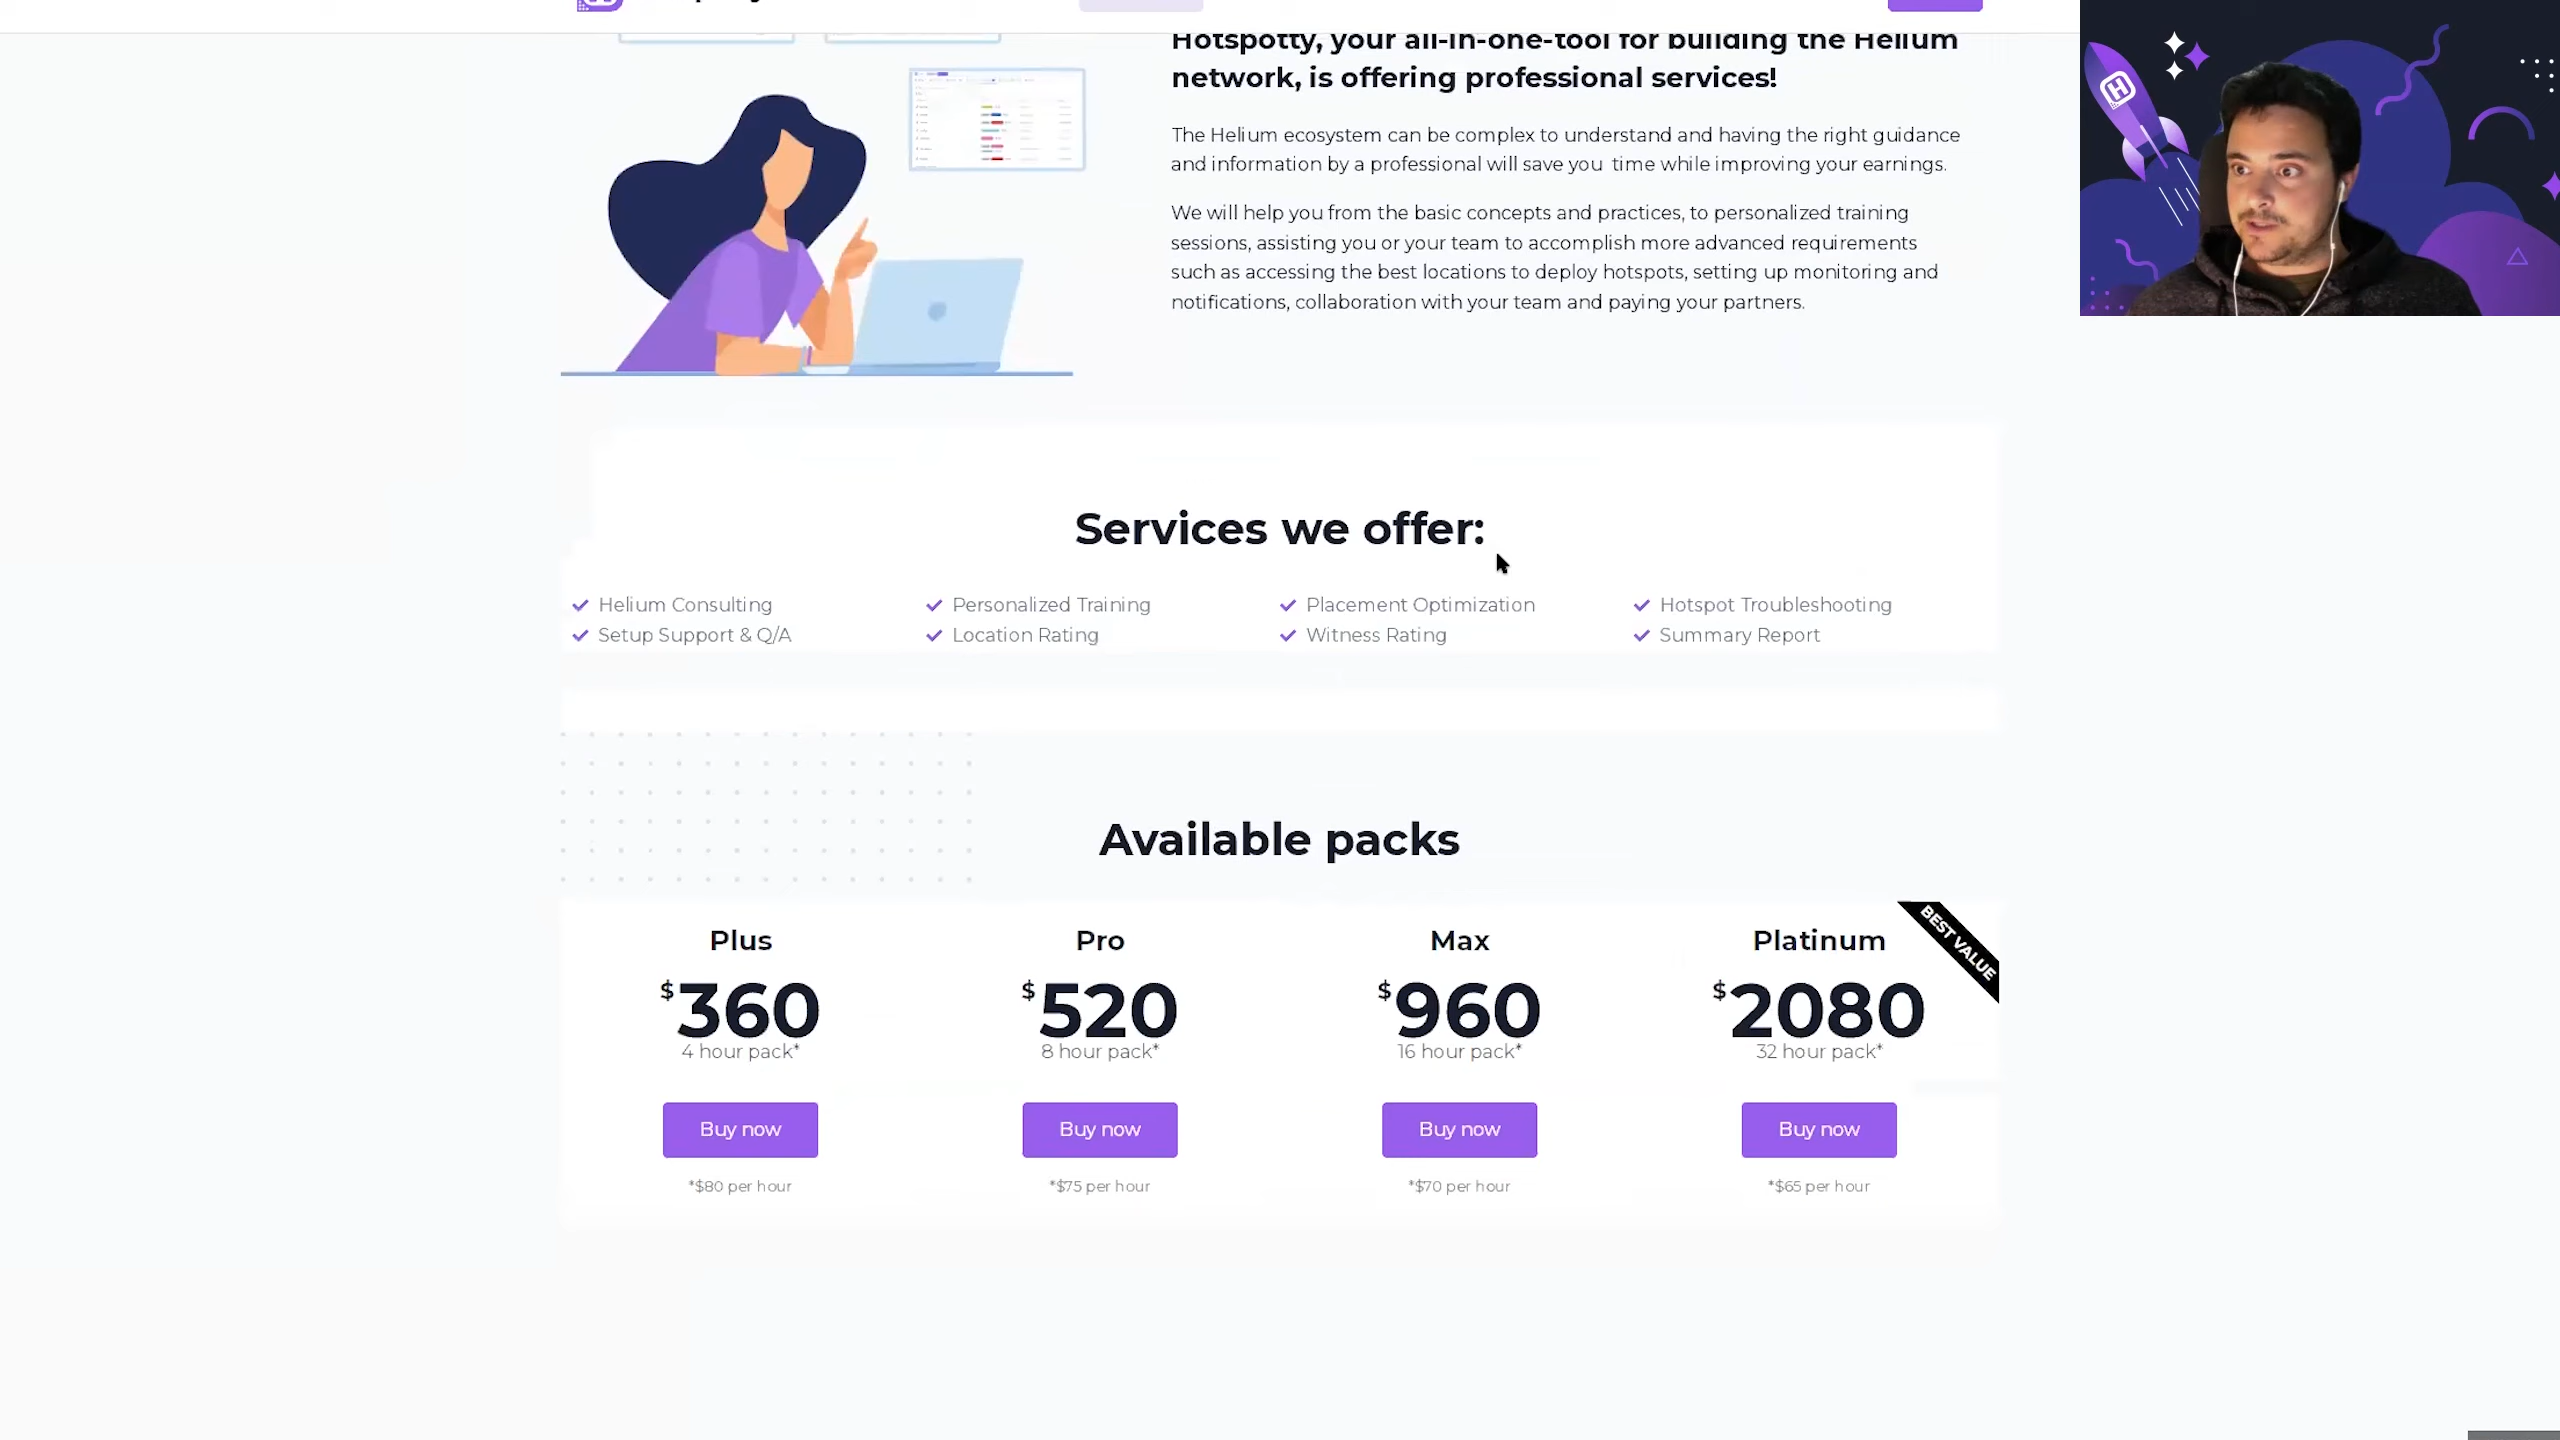 Hotspotty, your all-in-one-tool for building the Helium
network, is offering professional services!
The Helium ecosystem can be complex to understand and having the right guidance
and information by a professional will save you time while improving your earnings.
We will help you from the basic concepts and practices, to personalized training
sessions, assisting you or your team to accomplish more advanced requirements
such as accessing the best locations to deploy hotspots, setting up monitoring and
notifications, collaboration with your team and paying your partners.
Services we offer:
Helium Consulting
Personalized Training
Placement Optimization
Hotspot Troubleshooting
Setup Support & Q/A
Location Rating
Witness Rating
Summary Report
Available packs
Plus
Pro
Max
Platinum
BEST VALUE
$360
$520
$960
$2080
4 hour pack*
8 hour pack*
16 hour pack*
32 hour pack*
Buy now
Buy now
Buy now
Buy now
*$80 per hour
*$75 per hour
*$70 per hour
*$65 per hour
H